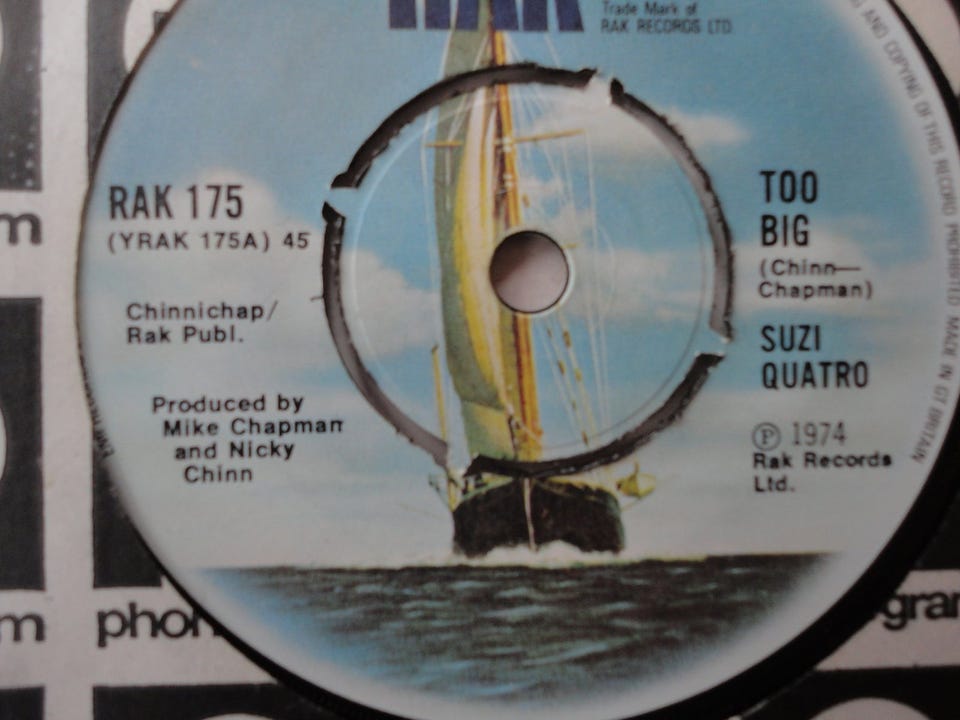 RAK
Trade Mark of
RAK RECORDS LTD.
AND COPYING OF THIS RECORD PROHIBITED. MADE IN GT BRITAIN
RAK 175
(YRAK 175A) 45
Chinnichap/
Rak Publ.
Produced by
Mike Chapman
and Nicky
Chinn
TOO
BIG
(Chinn—
Chapman)
SUZI
QUATRO
Ⓟ 1974
Rak Records
Ltd.
m
m
phon
gram